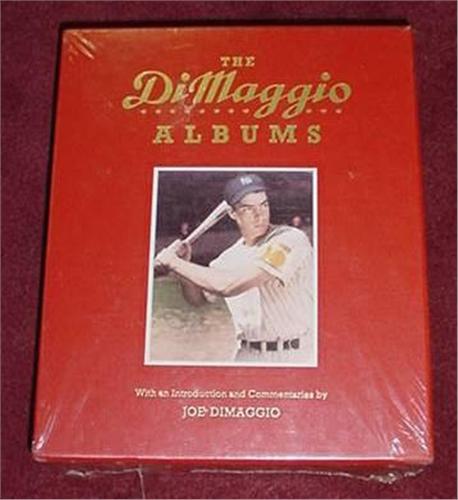 THE
DiMaggio
ALBUMS
With an Introduction and Commentaries by
JOE DIMAGGIO